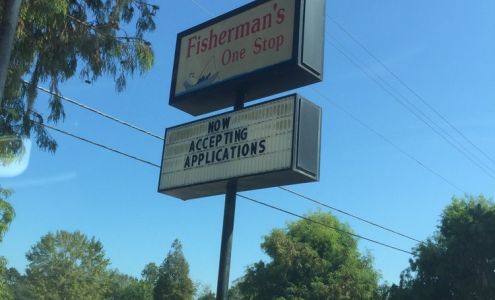 Fisherman's
One Stop
NOW
ACCEPTING
APPLICATIONS